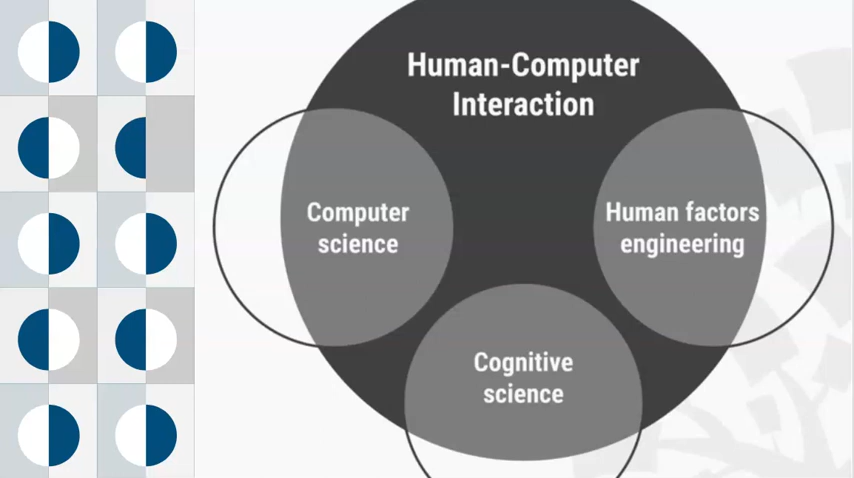 Human-Computer
Interaction
Computer
science
Human factors
engineering
Cognitive
science